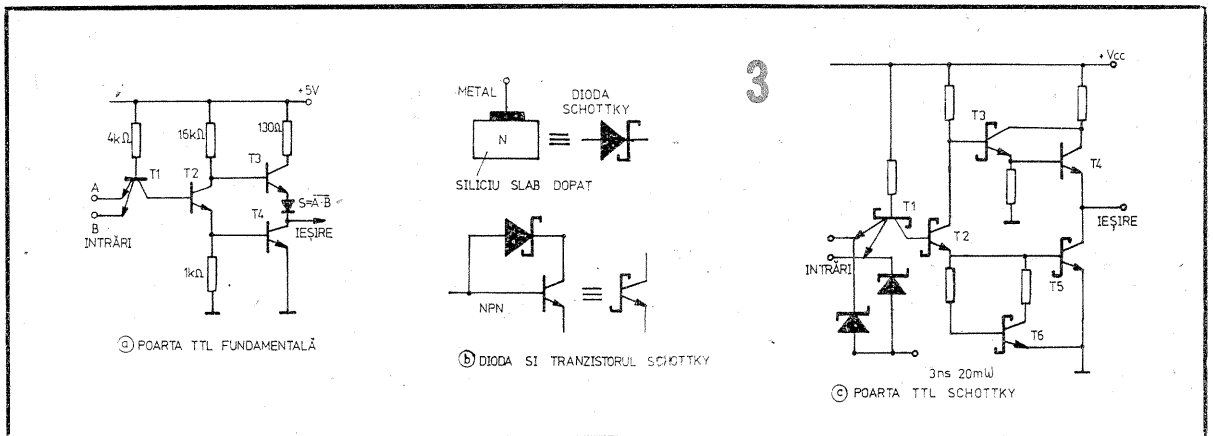 3
+5V
4kΩ
16kΩ
130Ω
T1
T2
T3
T4
A
B
INTRĂRI
S=A·B
IEȘIRE
1kΩ
ⓐ POARTA TTL FUNDAMENTALĂ
METAL
DIODA
SCHOTTKY
N
SILICIU SLAB DOPAT
NPN
ⓑ DIODA SI TRANZISTORUL SCHOTTKY
+Vcc
T3
T4
T1
T2
IEȘIRE
INTRĂRI
T5
T6
3ns 20mW
ⓒ POARTA TTL SCHOTTKY